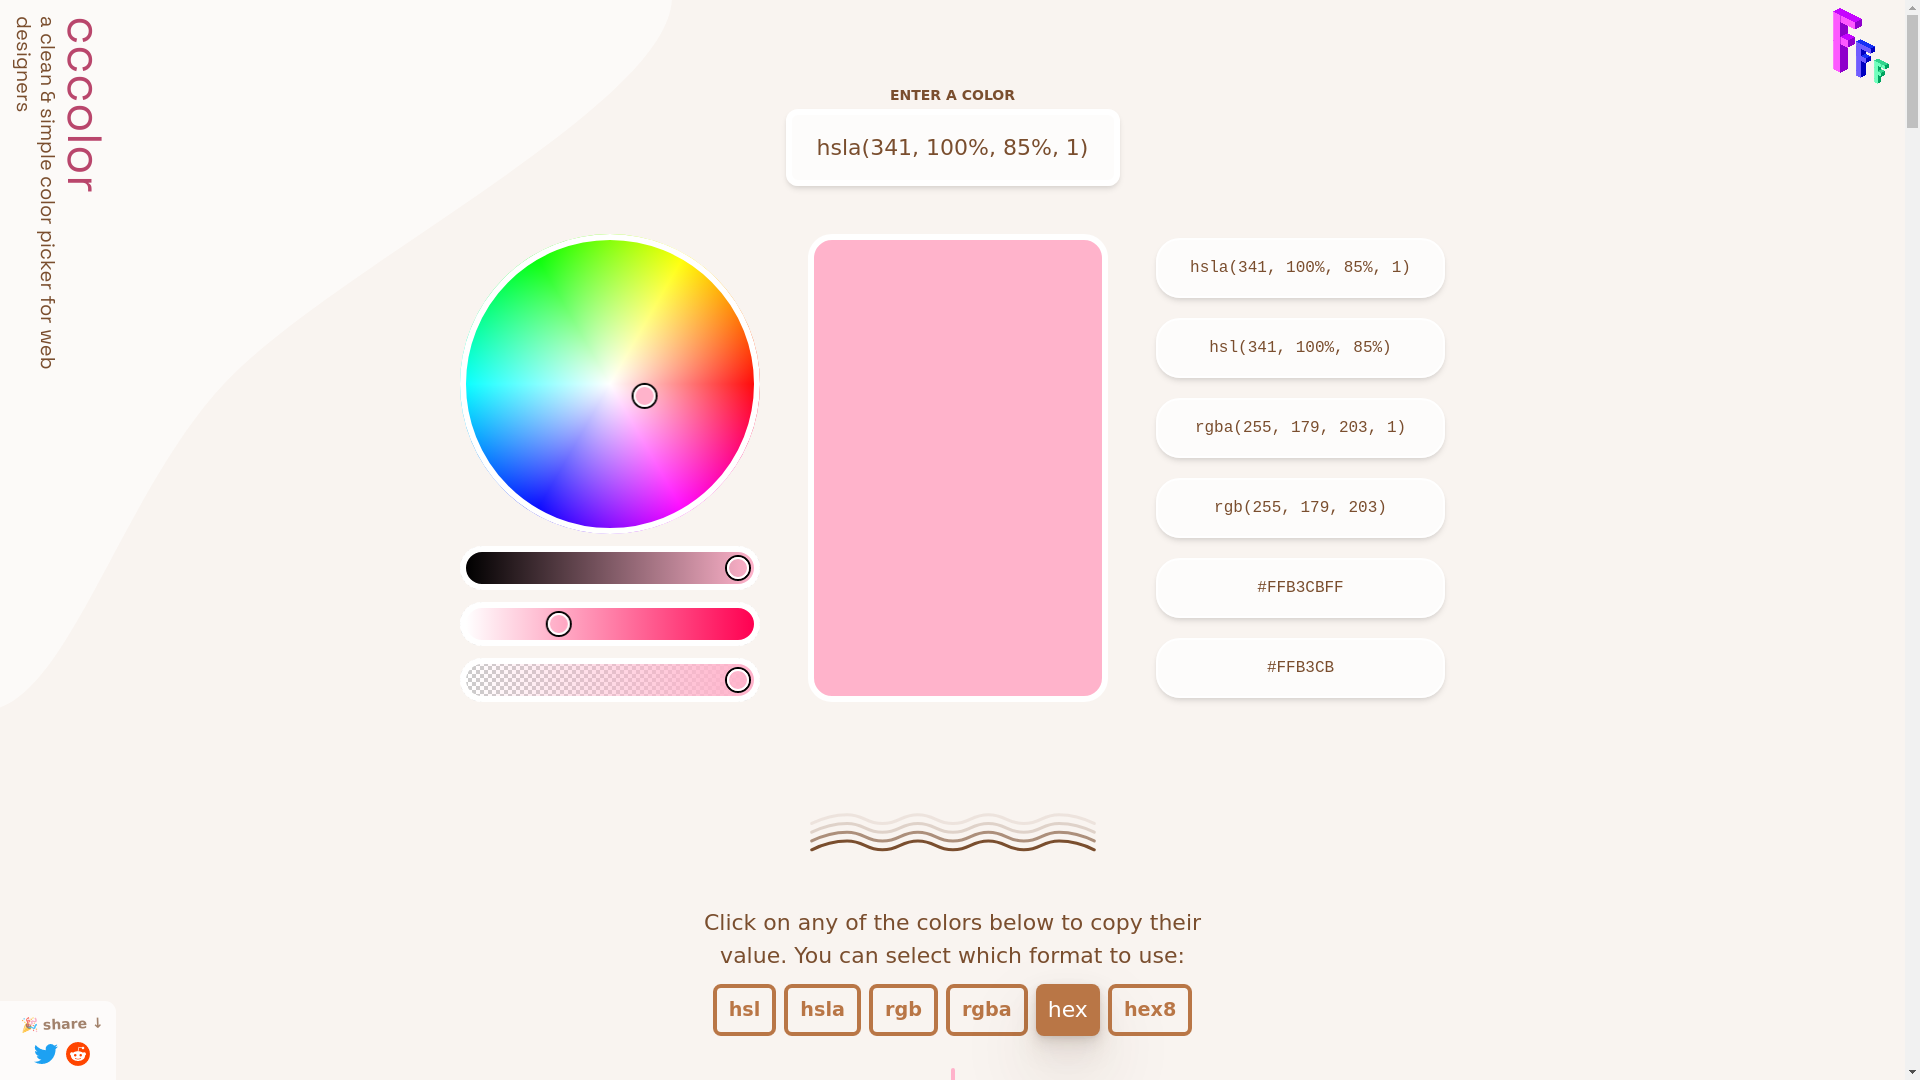 cccolor
a clean & simple color picker for web
designers
ENTER A COLOR
hsla(341, 100%, 85%, 1)
hsla(341, 100%, 85%, 1)
hsl(341, 100%, 85%)
rgba(255, 179, 203, 1)
rgb(255, 179, 203)
#FFB3CBFF
#FFB3CB
Click on any of the colors below to copy their
value. You can select which format to use:
hsl
hsla
rgb
rgba
hex
hex8
🎉 share ↓
FFF